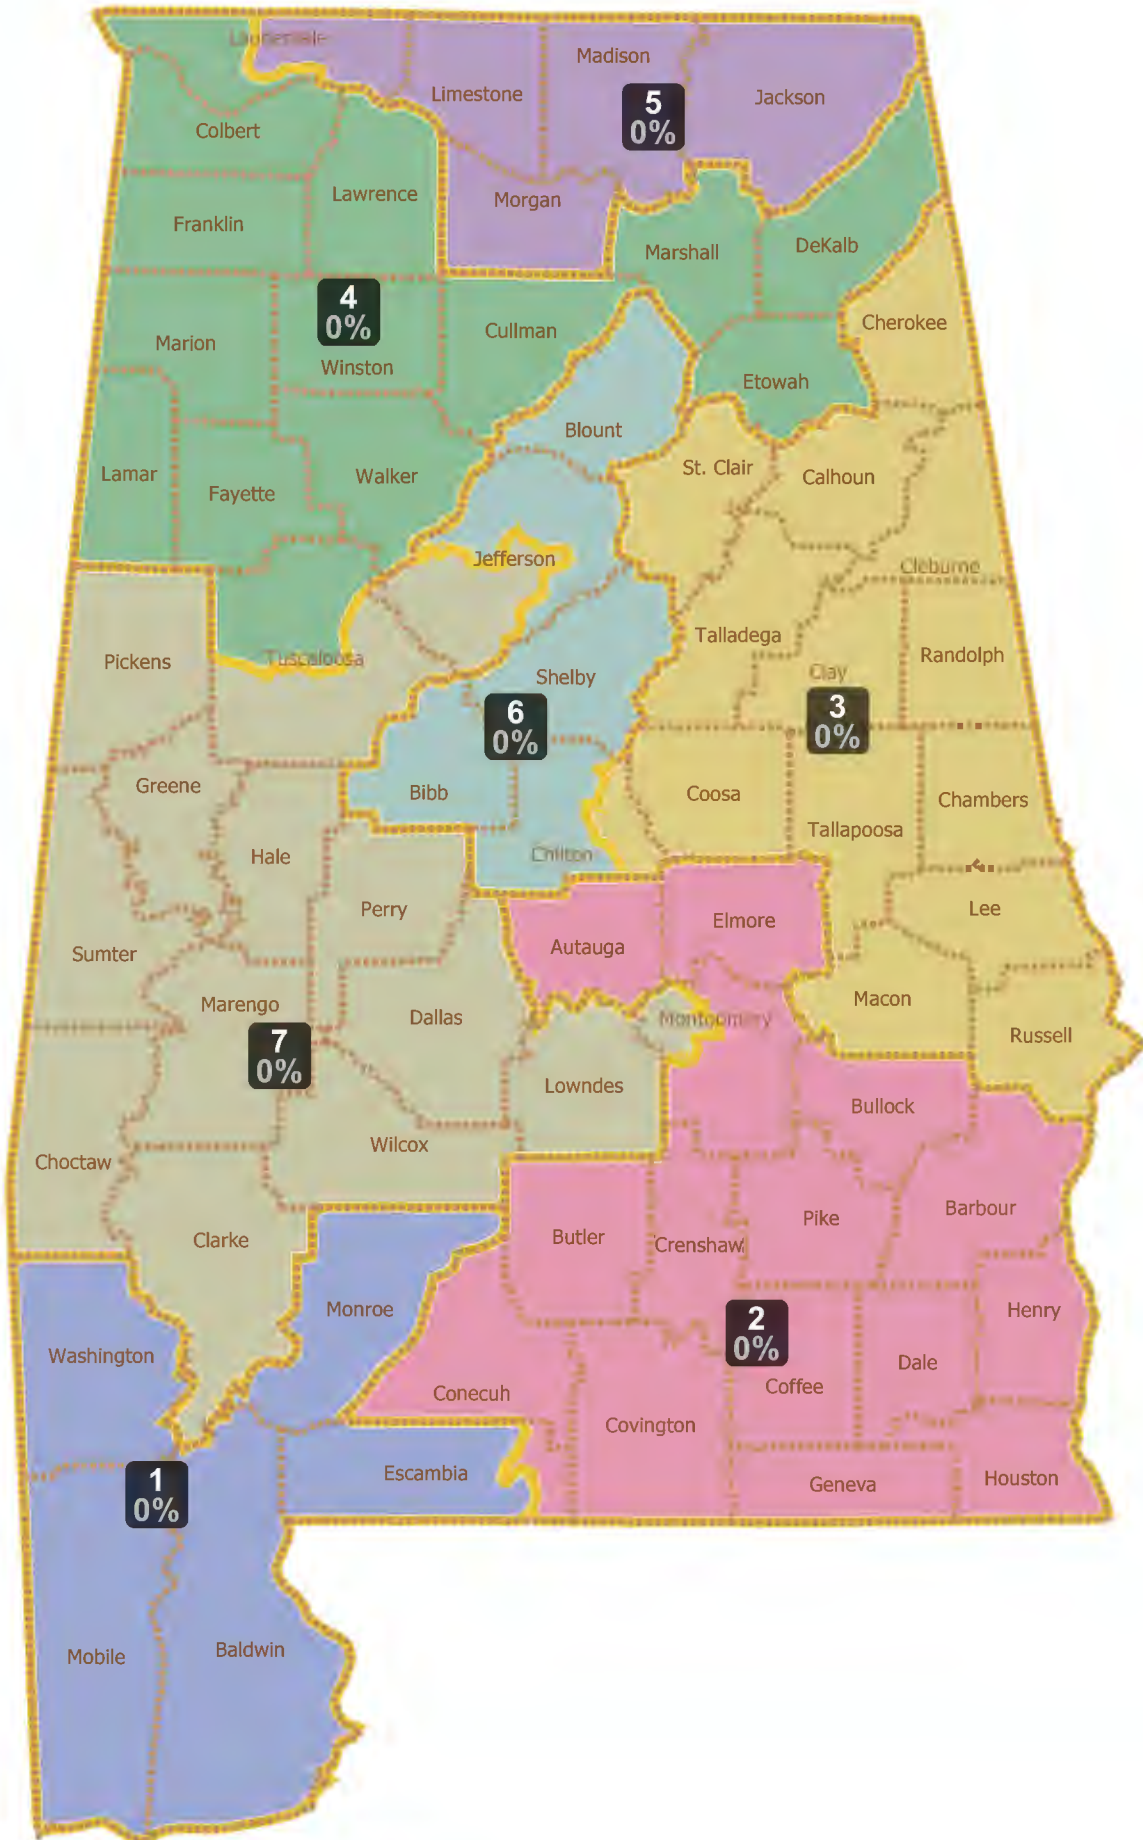 Lauderdale
Madison
Limestone
5
0%
Jackson
Colbert
Lawrence
Morgan
Franklin
Marshall
DeKalb
4
0%
Cherokee
Marion
Cullman
Winston
Etowah
Blount
Lamar
Fayette
Walker
St. Clair
Calhoun
Jefferson
Cleburne
Pickens
Tuscaloosa
Talladega
Randolph
Shelby
Clay
6
0%
3
0%
Greene
Bibb
Coosa
Chambers
Hale
Chilton
Tallapoosa
Perry
Elmore
Lee
Autauga
Sumter
Marengo
Dallas
Montgomery
Macon
Russell
7
0%
Lowndes
Bullock
Choctaw
Wilcox
Clarke
Butler
Crenshaw
Pike
Barbour
Monroe
2
0%
Henry
Washington
Conecuh
Coffee
Dale
Covington
1
0%
Escambia
Geneva
Houston
Mobile
Baldwin